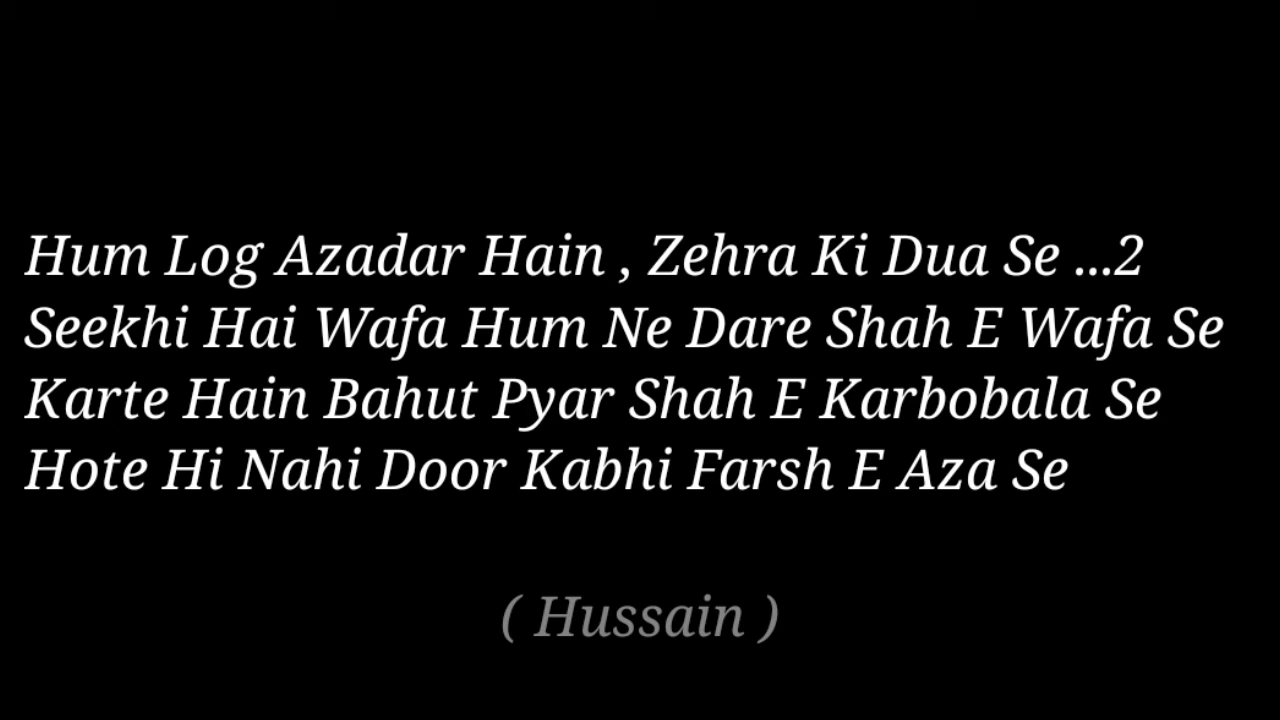 Hum Log Azadar Hain , Zehra Ki Dua Se ...2
Seekhi Hai Wafa Hum Ne Dare Shah E Wafa Se
Karte Hain Bahut Pyar Shah E Karbobala Se
Hote Hi Nahi Door Kabhi Farsh E Aza Se
( Hussain )